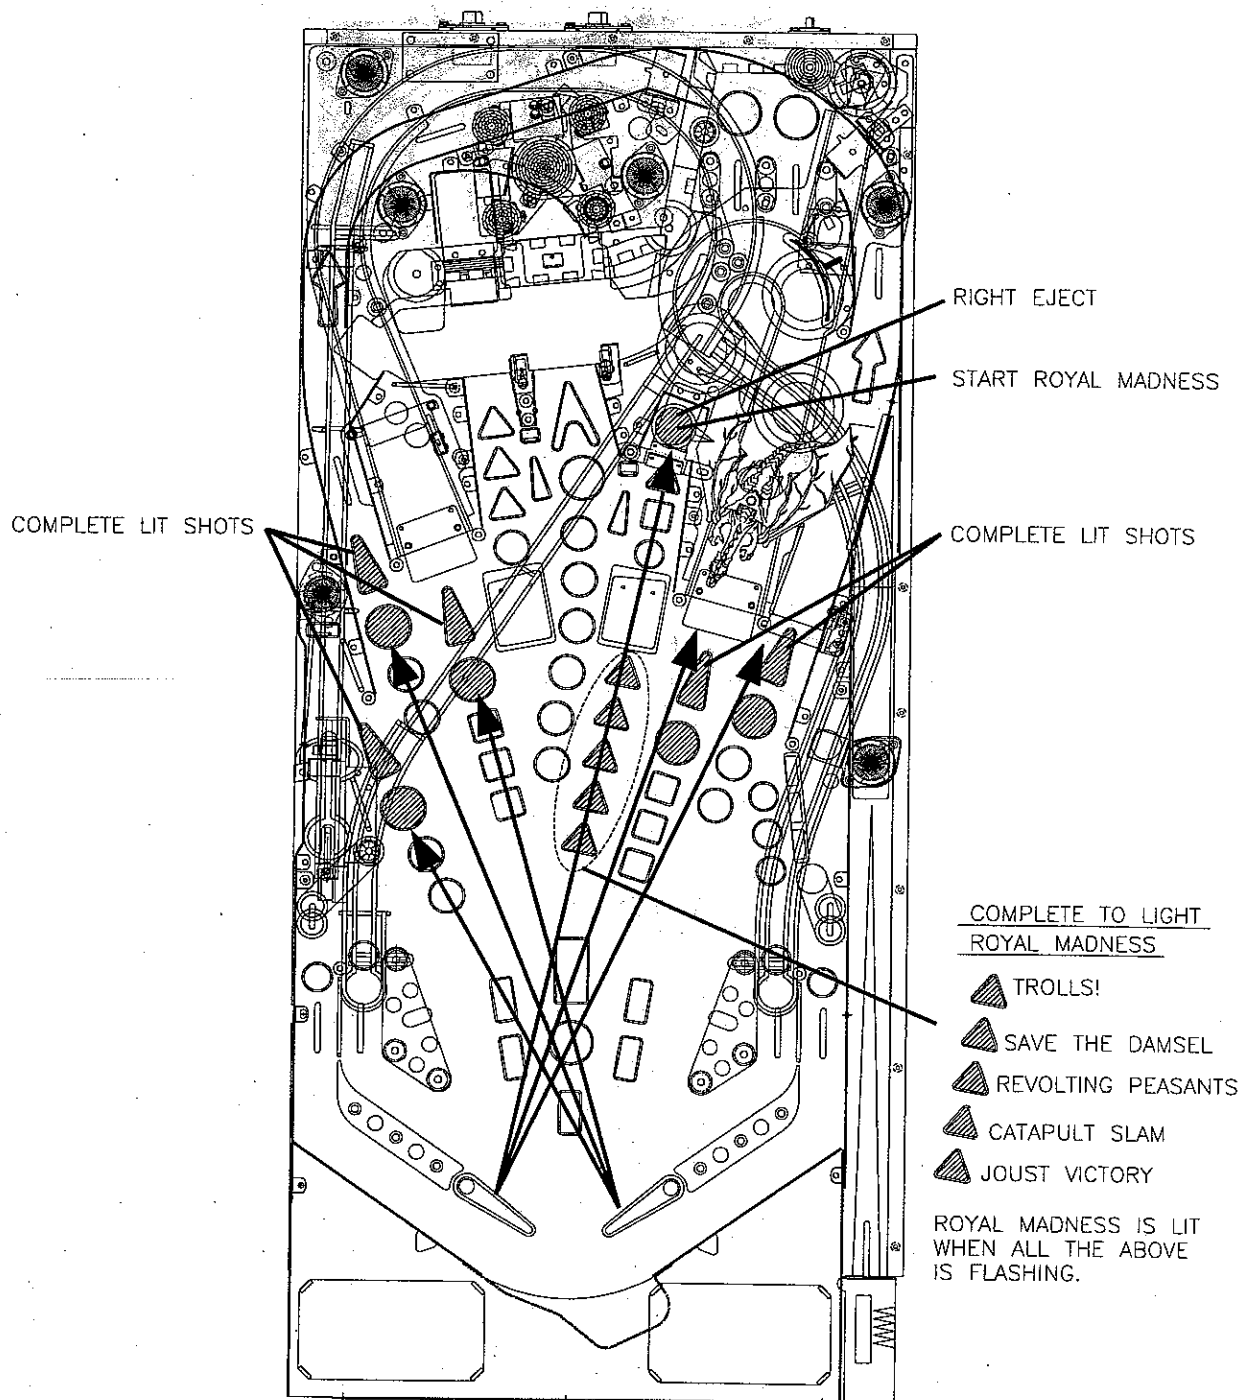 RIGHT EJECT
START ROYAL MADNESS
COMPLETE LIT SHOTS
COMPLETE LIT SHOTS
COMPLETE TO LIGHT
ROYAL MADNESS
TROLLS!
SAVE THE DAMSEL
REVOLTING PEASANTS
CATAPULT SLAM
JOUST VICTORY
ROYAL MADNESS IS LIT
WHEN ALL THE ABOVE
IS FLASHING.